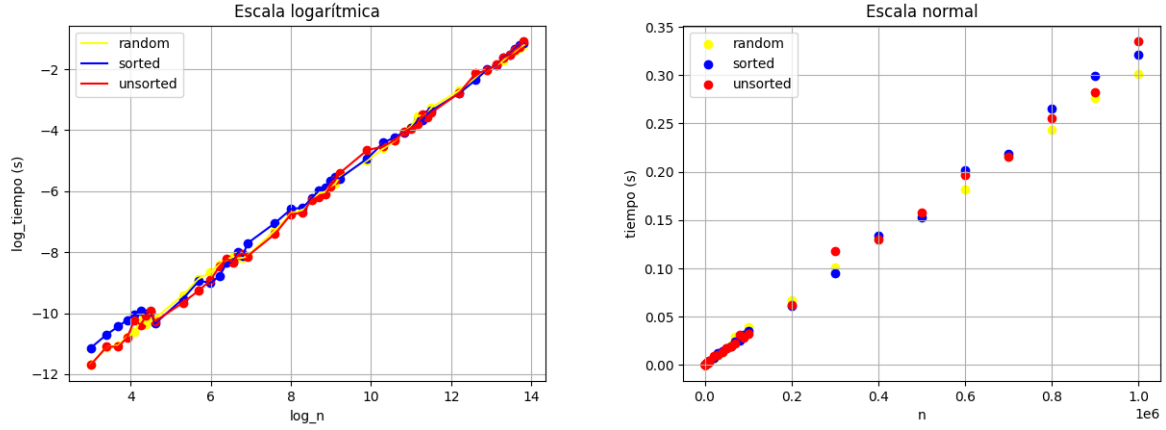 Escala logarítmica
random
sorted
unsorted
−2
−4
−6
−8
−10
−12
4
6
8
10
12
14
log_n
log_tiempo (s)
Escala normal
random
sorted
unsorted
0.35
0.30
0.25
0.20
0.15
0.10
0.05
0.00
0.0
0.2
0.4
0.6
0.8
1.0
1e6
n
tiempo (s)